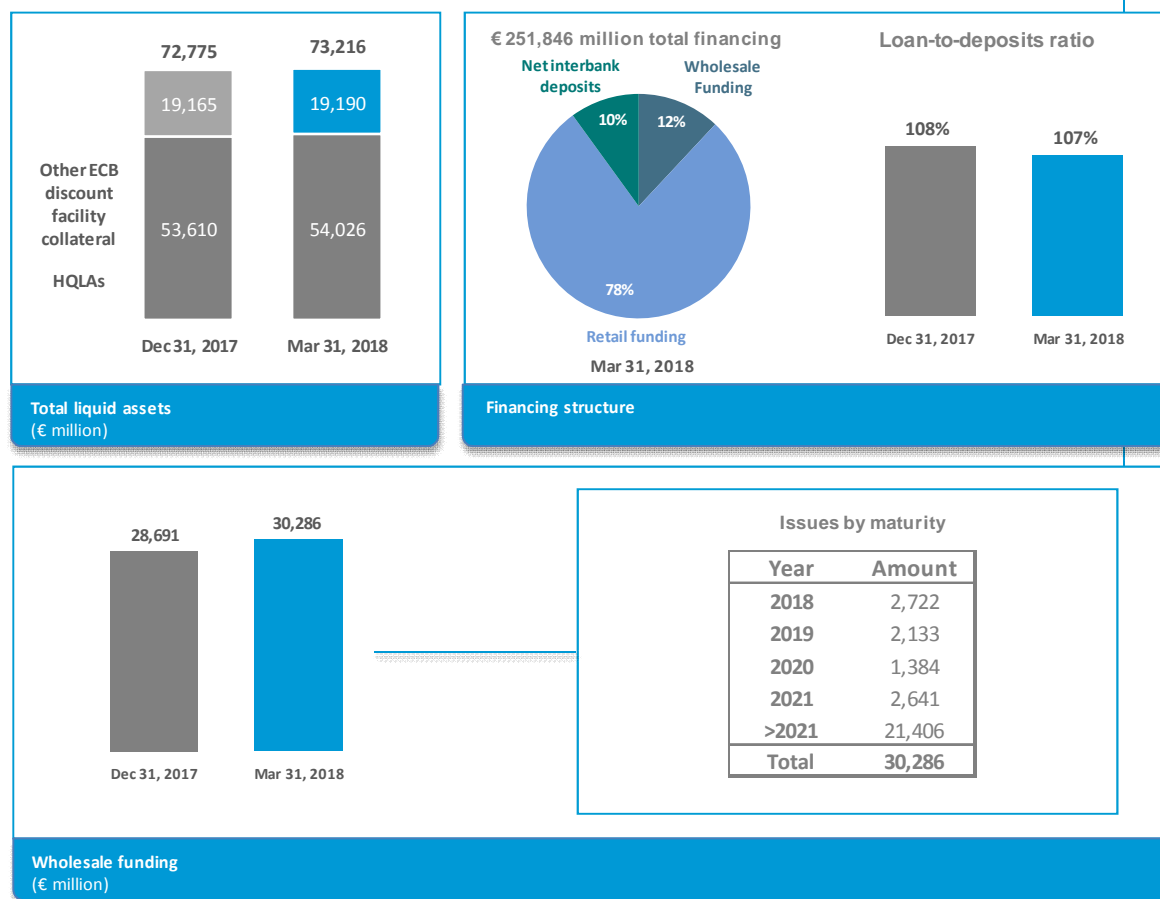 72,775
73,216
19,165
19,190
Other ECB
discount
facility
collateral
HQLAs
53,610
54,026
Dec 31, 2017
Mar 31, 2018
Total liquid assets
(€ million)
€ 251,846 million total financing
Net interbank
deposits
Wholesale
Funding
10%
12%
78%
Retail funding
Mar 31, 2018
Loan-to-deposits ratio
108%
107%
Dec 31, 2017
Mar 31, 2018
Financing structure
28,691
30,286
Dec 31, 2017
Mar 31, 2018
Issues by maturity
Year Amount
2018 2,722
2019 2,133
2020 1,384
2021 2,641
>2021 21,406
Total 30,286
Wholesale funding
(€ million)